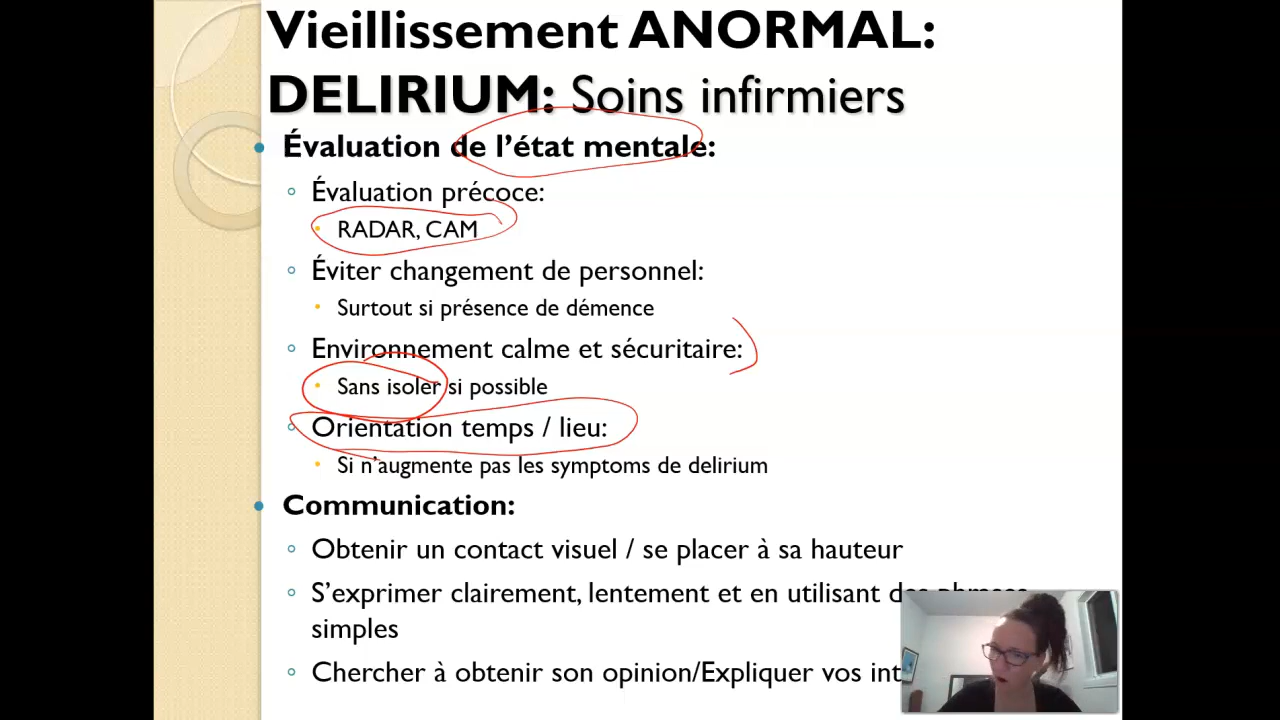 Vieillissement ANORMAL:
DELIRIUM: Soins infirmiers
Évaluation de l'état mentale:
Évaluation précoce:
RADAR, CAM
Éviter changement de personnel:
Surtout si présence de démence
Environnement calme et sécuritaire:
Sans isoler si possible
Orientation temps / lieu:
Si n'augmente pas les symptoms de delirium
Communication:
Obtenir un contact visuel / se placer à sa hauteur
S'exprimer clairement, lentement et en utilisant des phrases
simples
Chercher à obtenir son opinion/Expliquer vos